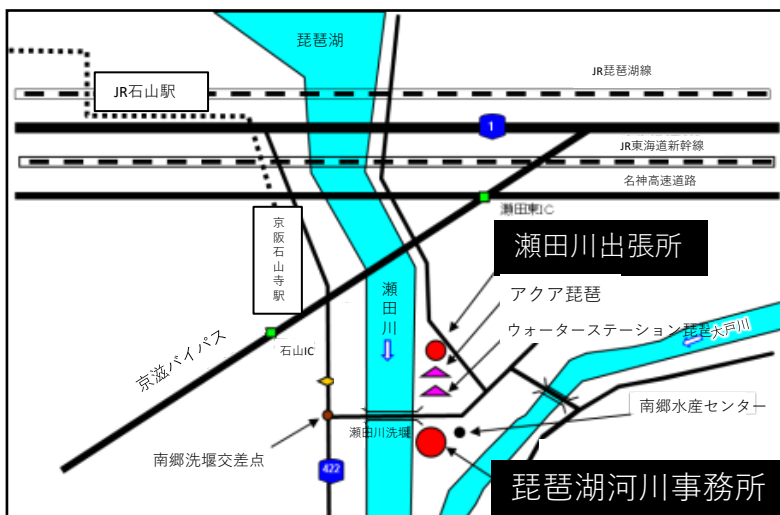 琵琶湖
JR琵琶湖線
JR石山駅
1
JR東海道新幹線
名神高速道路
瀬田東IC
京阪石山寺駅
瀬田川出張所
アクア琵琶
瀬田川
ウォーターステーション琵琶
大戸川
京滋バイパス
石山IC
南郷水産センター
瀬田川洗堰
南郷洗堰交差点
422
琵琶湖河川事務所